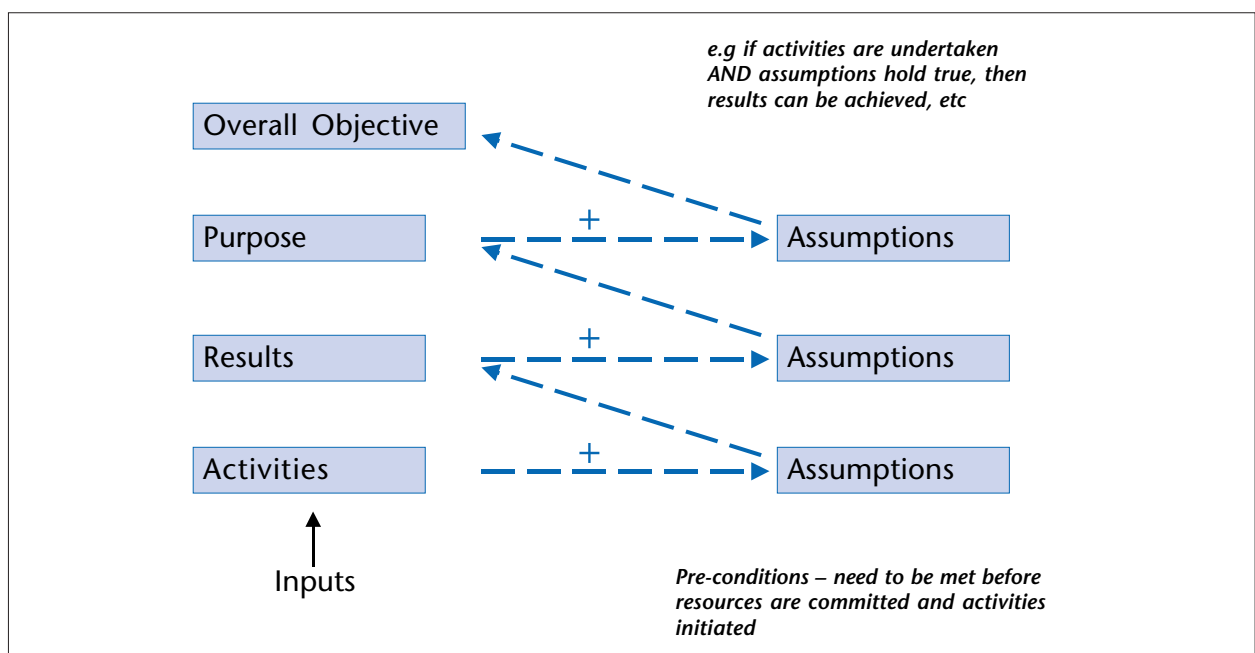 e.g if activities are undertaken
AND assumptions hold true, then
results can be achieved, etc
Overall Objective
+
Purpose
Assumptions
+
Results
Assumptions
+
Activities
Assumptions
Inputs
Pre-conditions – need to be met before
resources are committed and activities
initiated